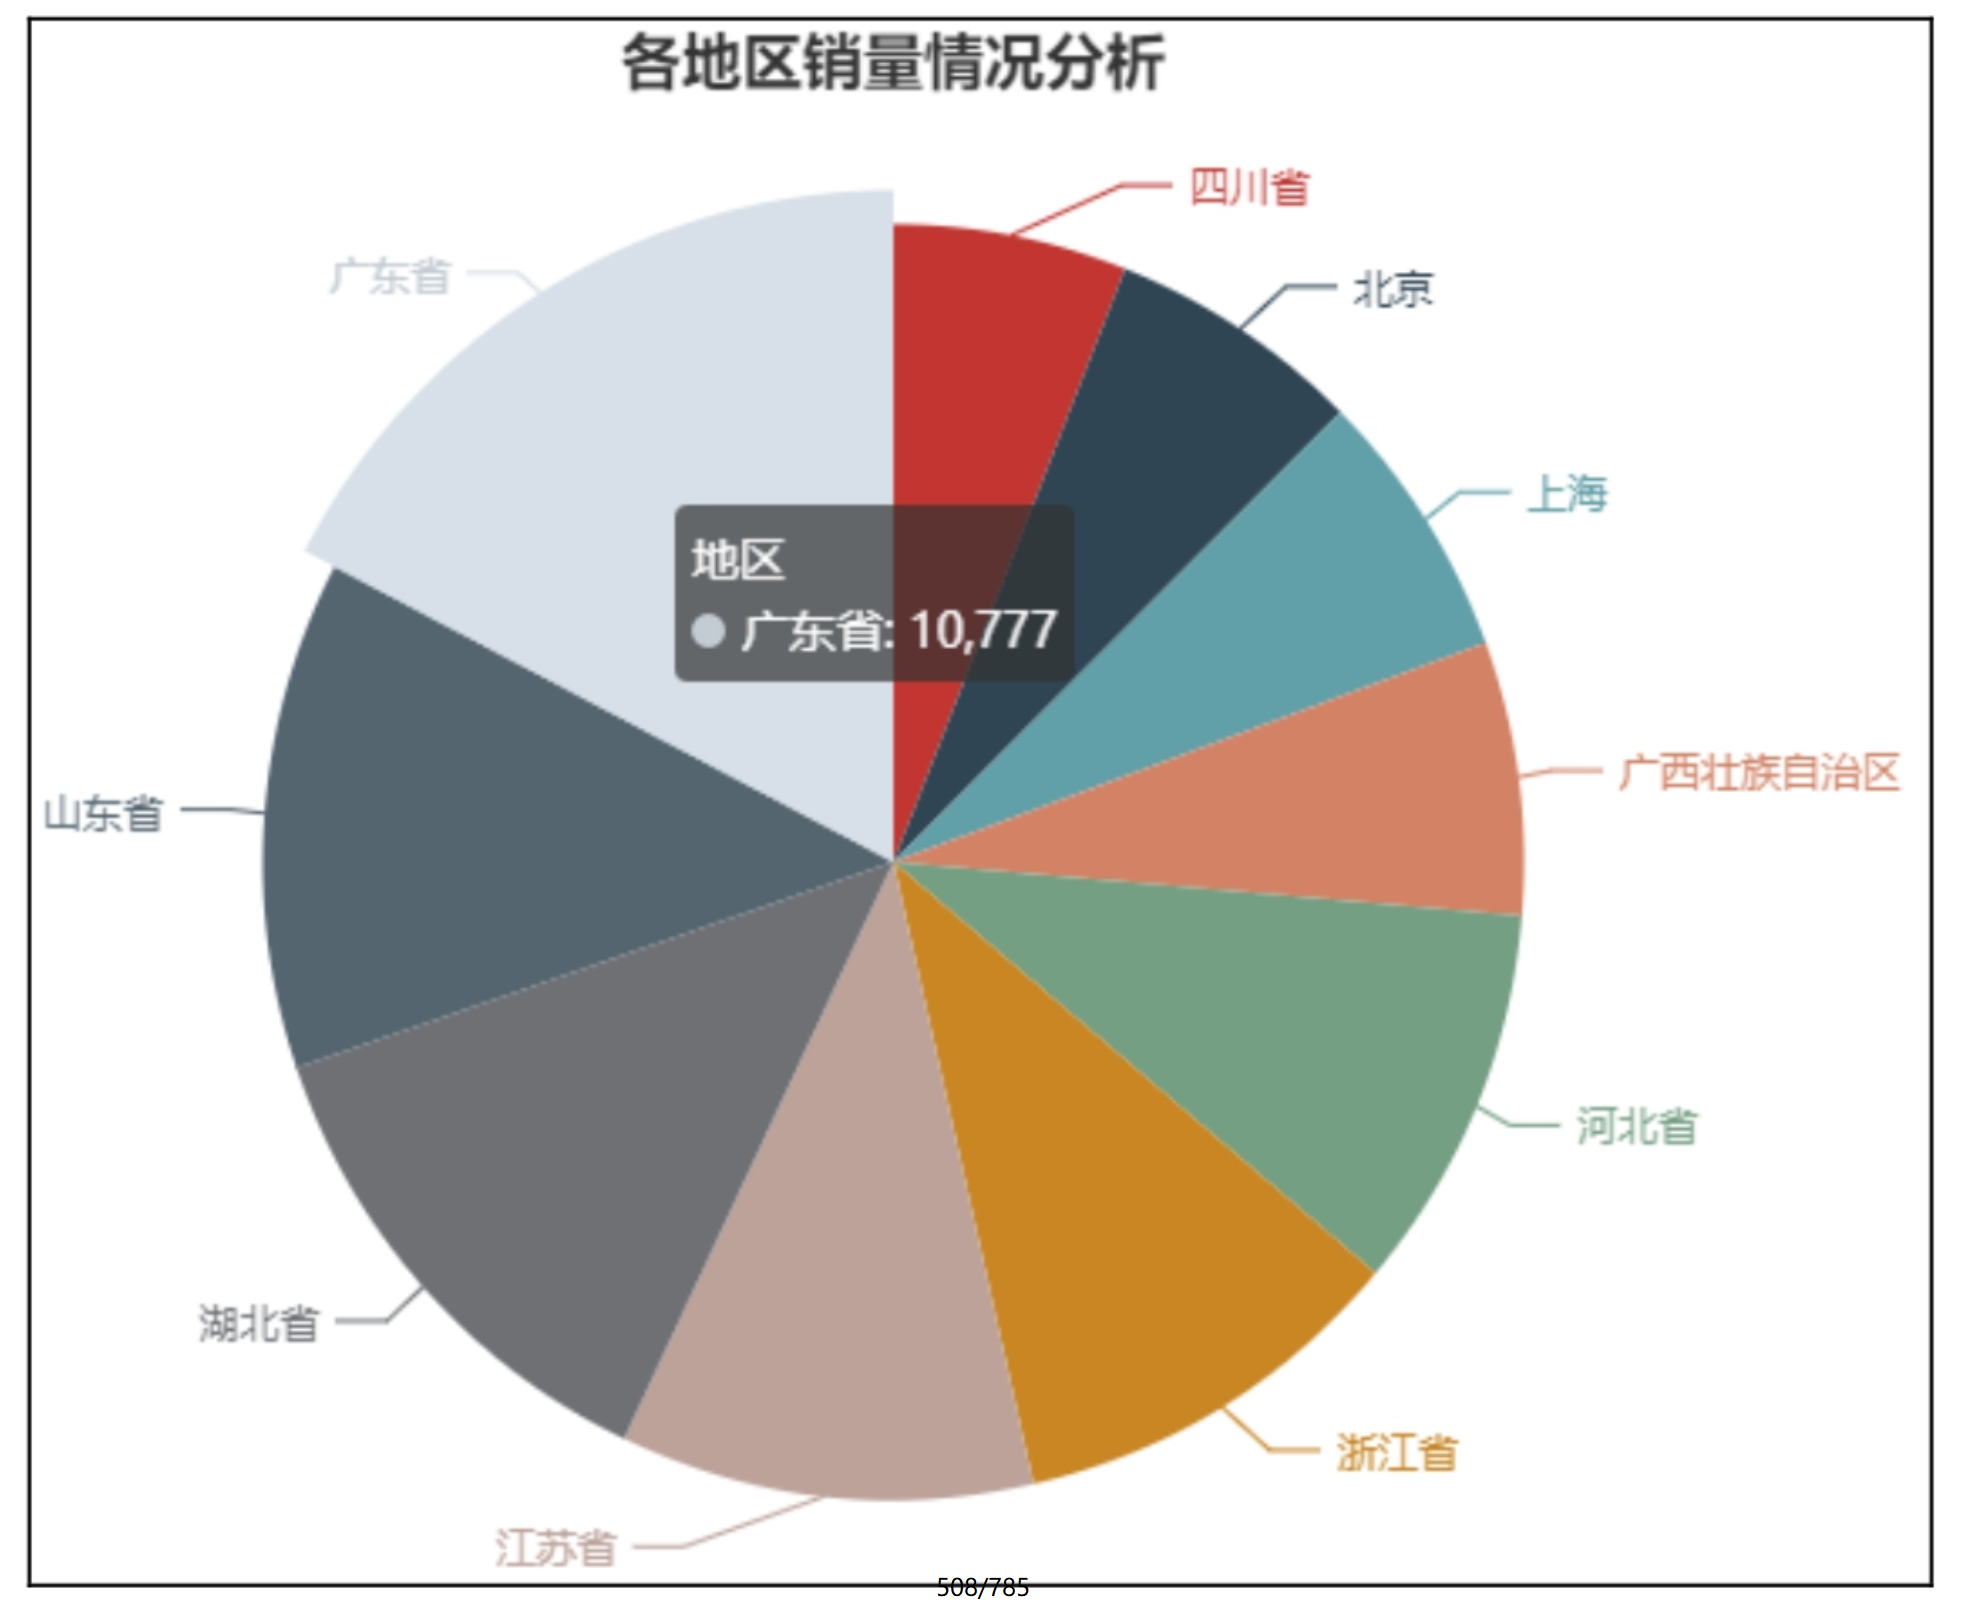 各地区销量情况分析
四川省
广东省
北京
上海
地区
广东省: 10,777
广西壮族自治区
山东省
河北省
湖北省
浙江省
江苏省
508/785